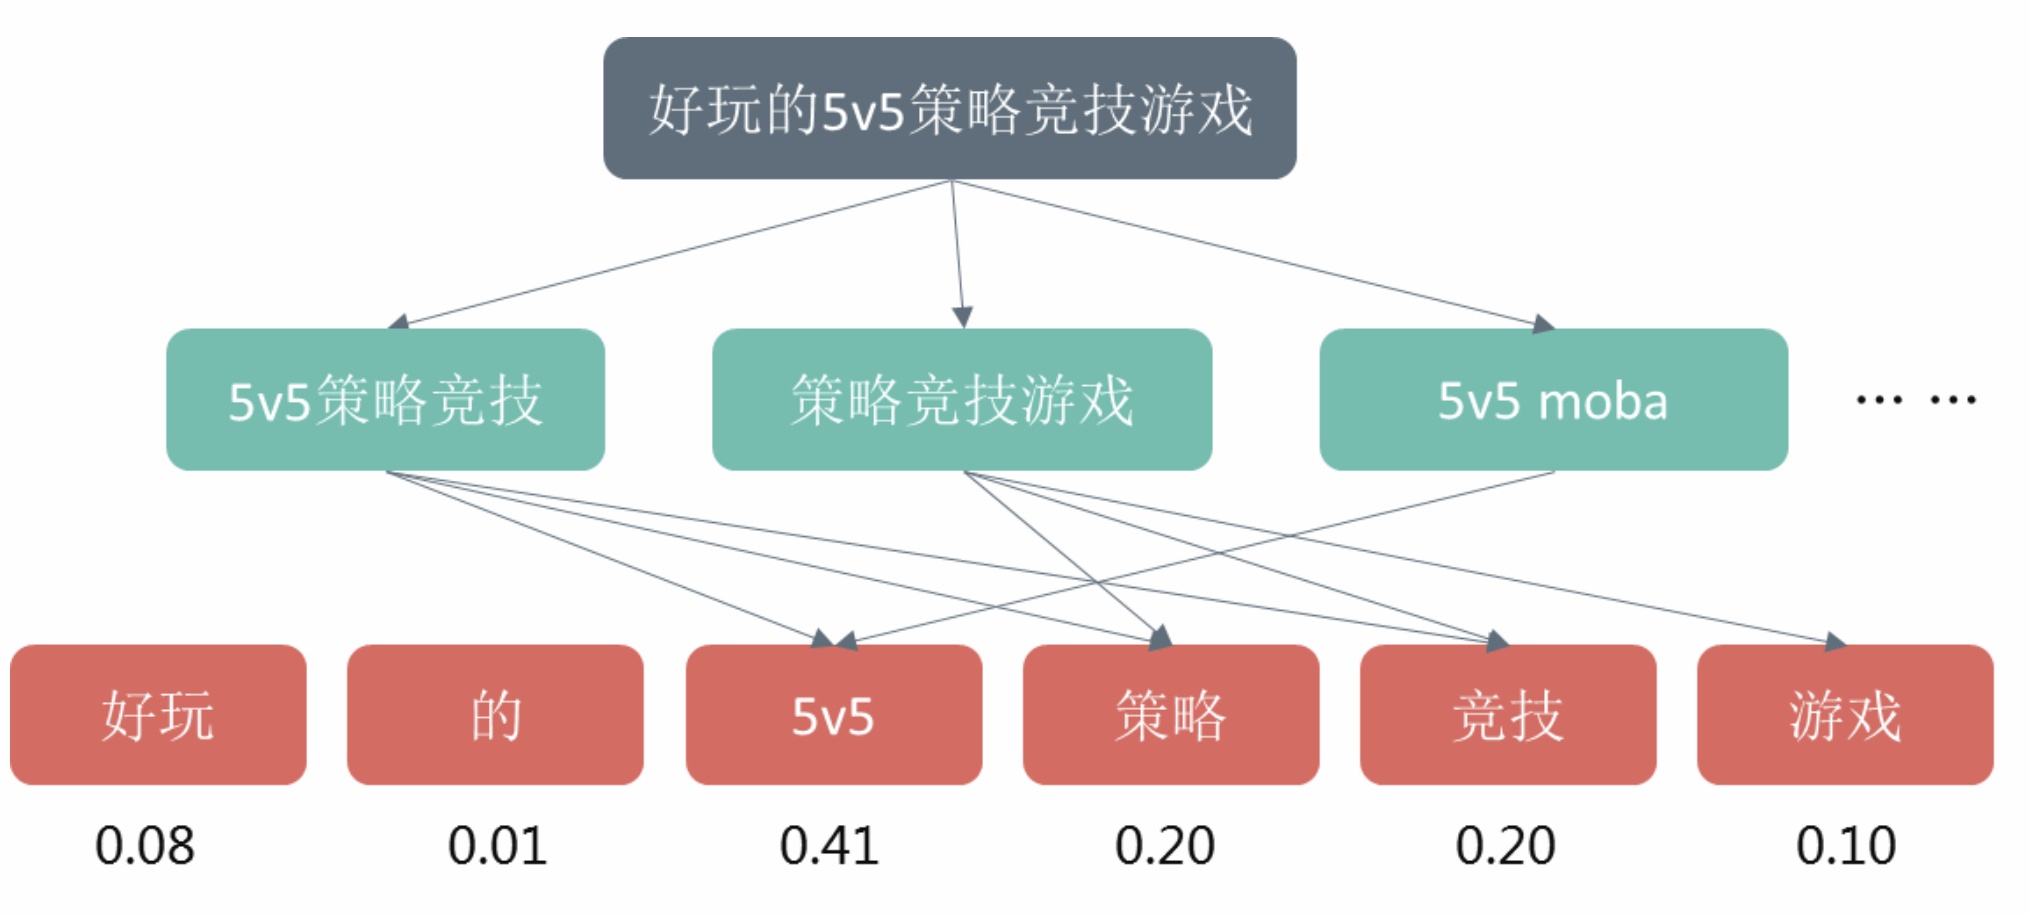 好玩的5v5策略竞技游戏
5v5策略竞技
策略竞技游戏
5v5 moba
… …
好玩
的
5v5
策略
竞技
游戏
0.08
0.01
0.41
0.20
0.20
0.10